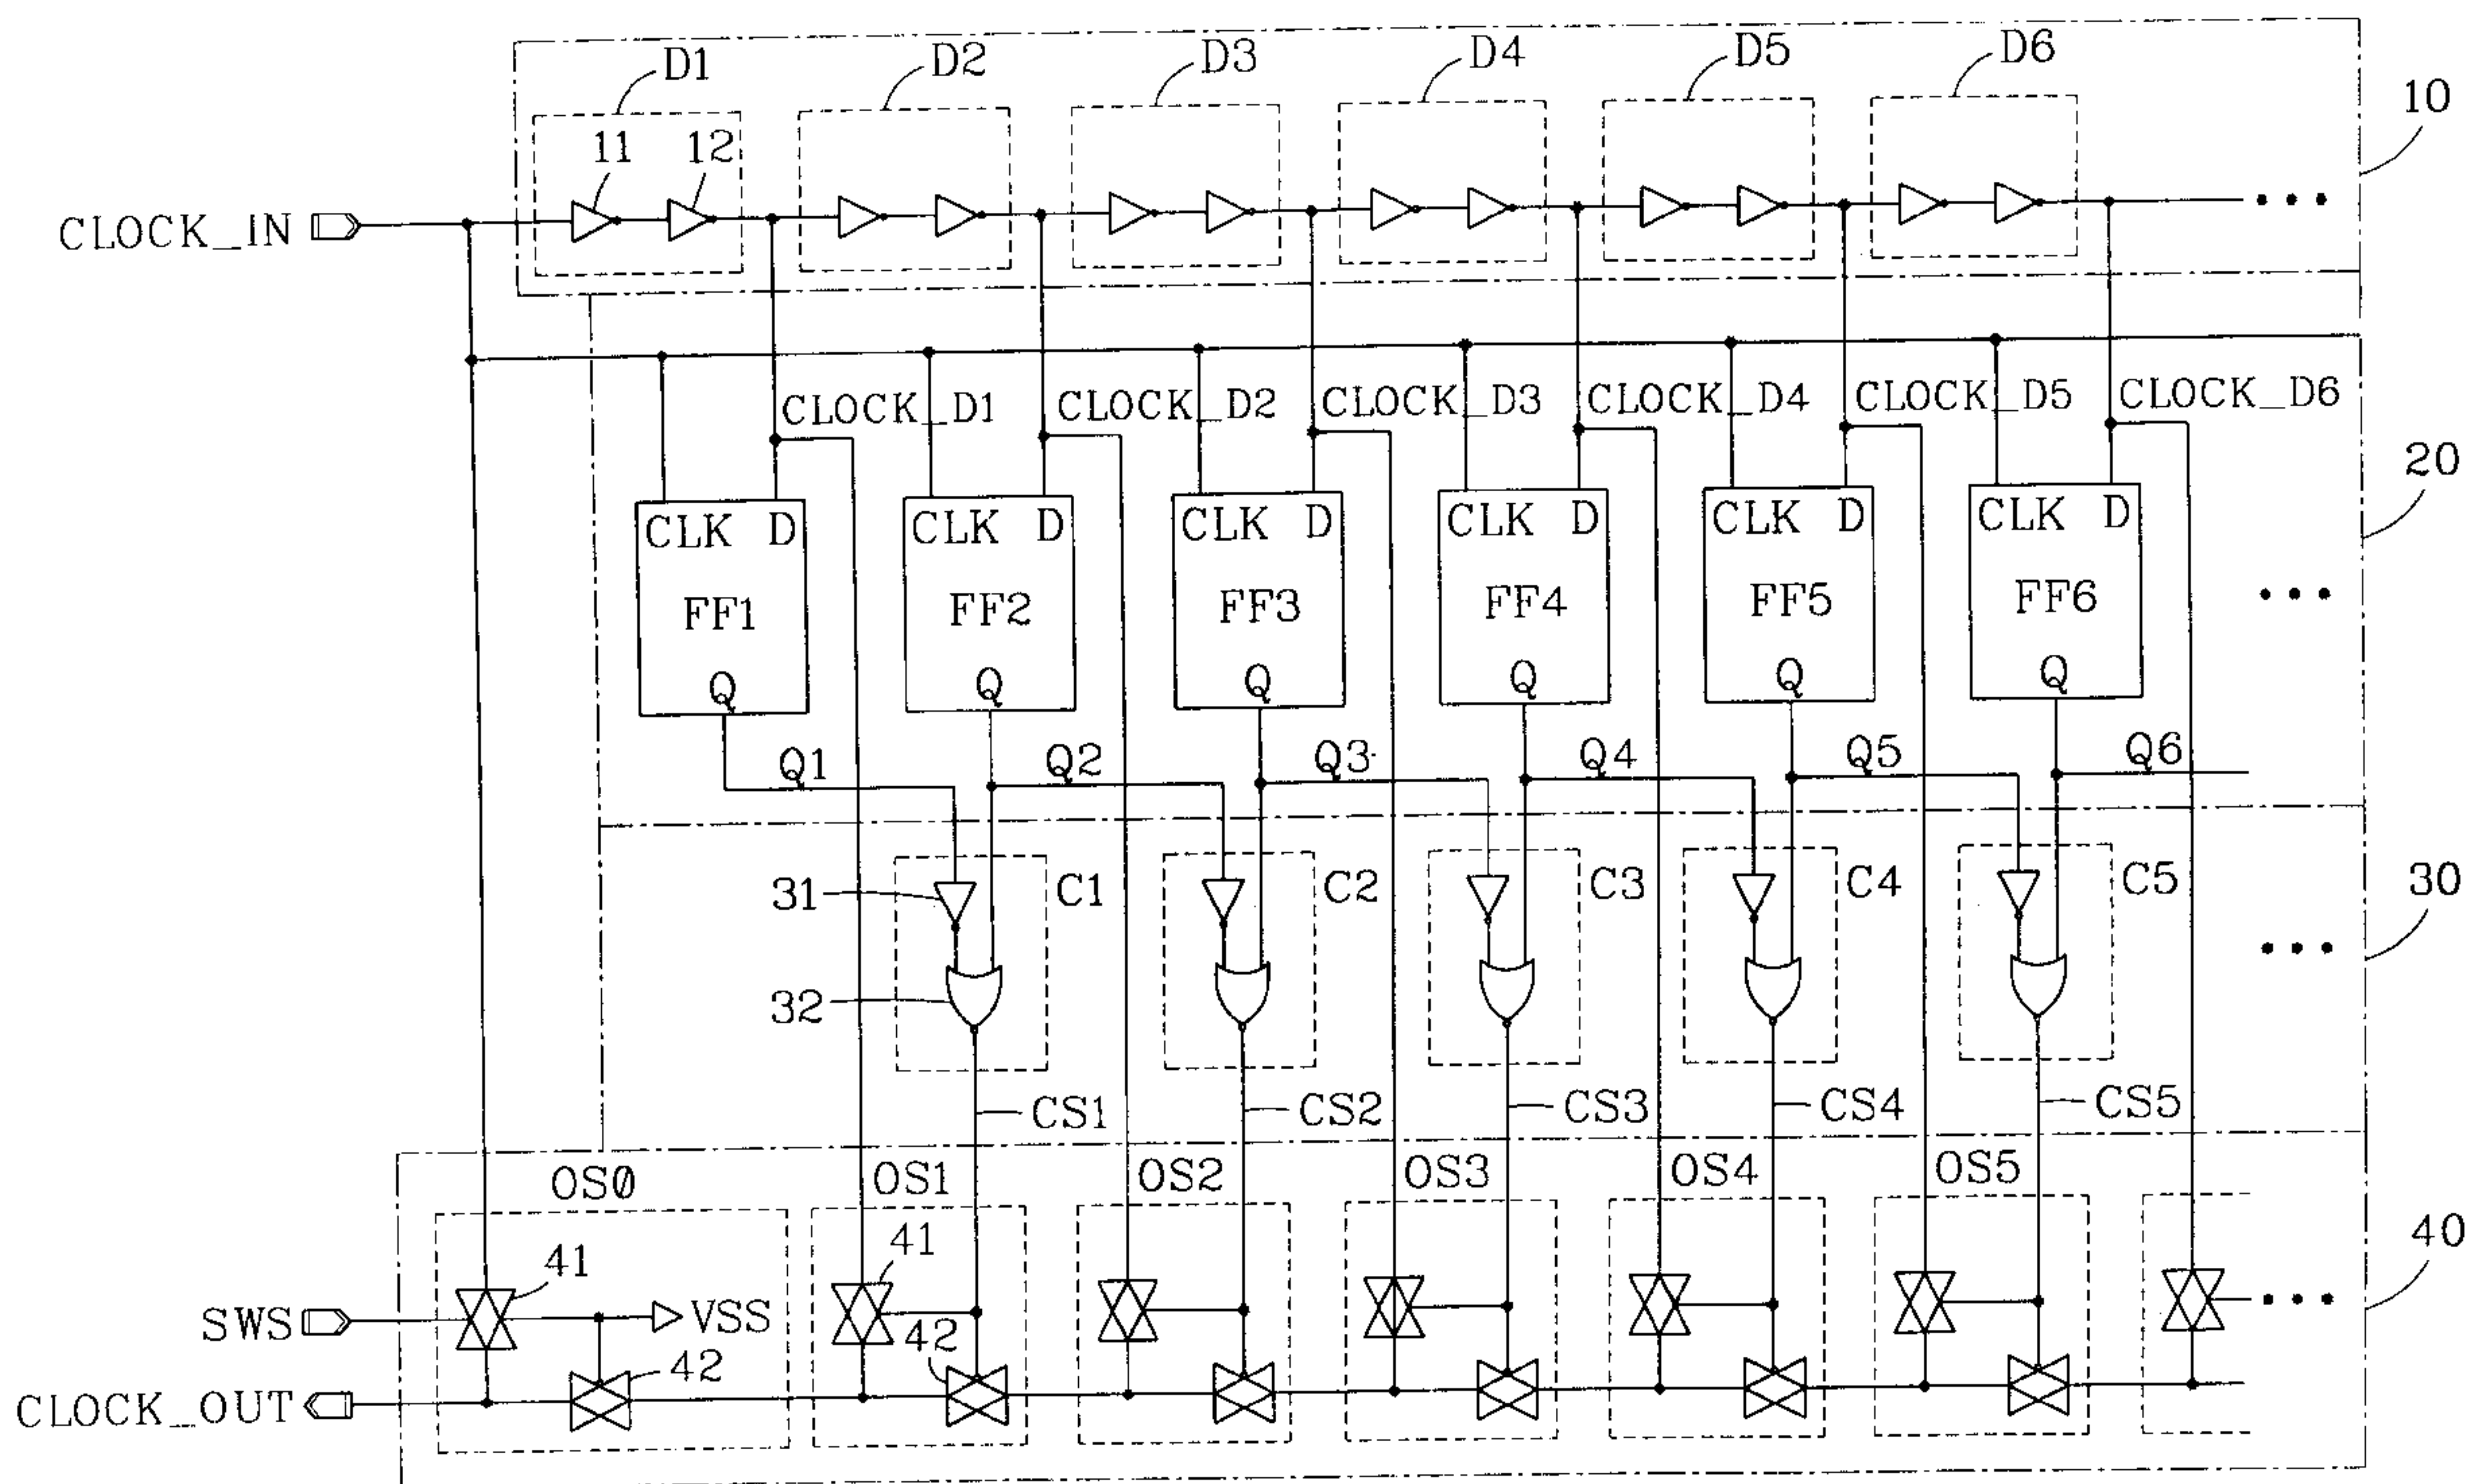 D1 D2 D3 D4 D5 D6
10
11 12
CLOCK_IN
CLOCK_D1 CLOCK_D2 CLOCK_D3 CLOCK_D4 CLOCK_D5 CLOCK_D6
20
CLK D CLK D CLK D CLK D CLK D CLK D
FF1 FF2 FF3 FF4 FF5 FF6
Q Q Q Q Q Q
Q1 Q2 Q3 Q4 Q5 Q6
31 C1 C2 C3 C4 C5
30
32
CS1 CS2 CS3 CS4 CS5
OS0 OS1 OS2 OS3 OS4 OS5
41 41
40
SWS VSS
42 42
CLOCK_OUT